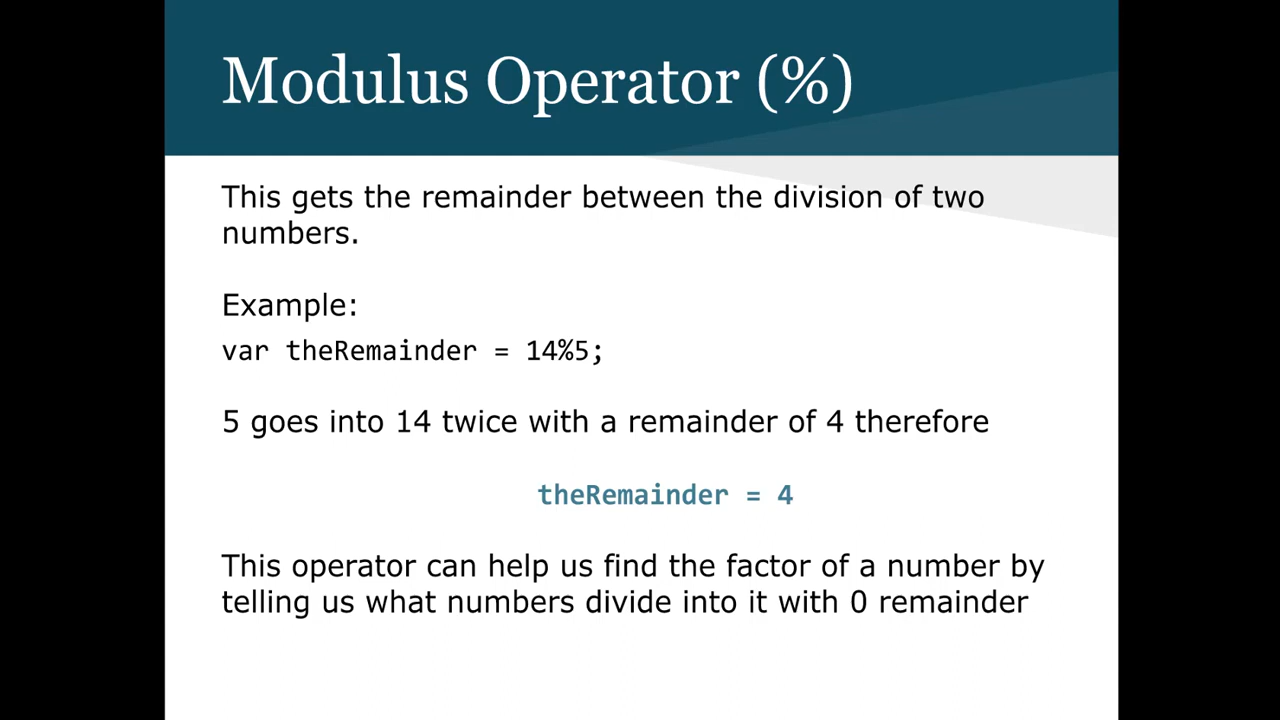 Modulus Operator (%)
This gets the remainder between the division of two
numbers.
Example:
var theRemainder = 14%5;
5 goes into 14 twice with a remainder of 4 therefore
theRemainder = 4
This operator can help us find the factor of a number by
telling us what numbers divide into it with 0 remainder